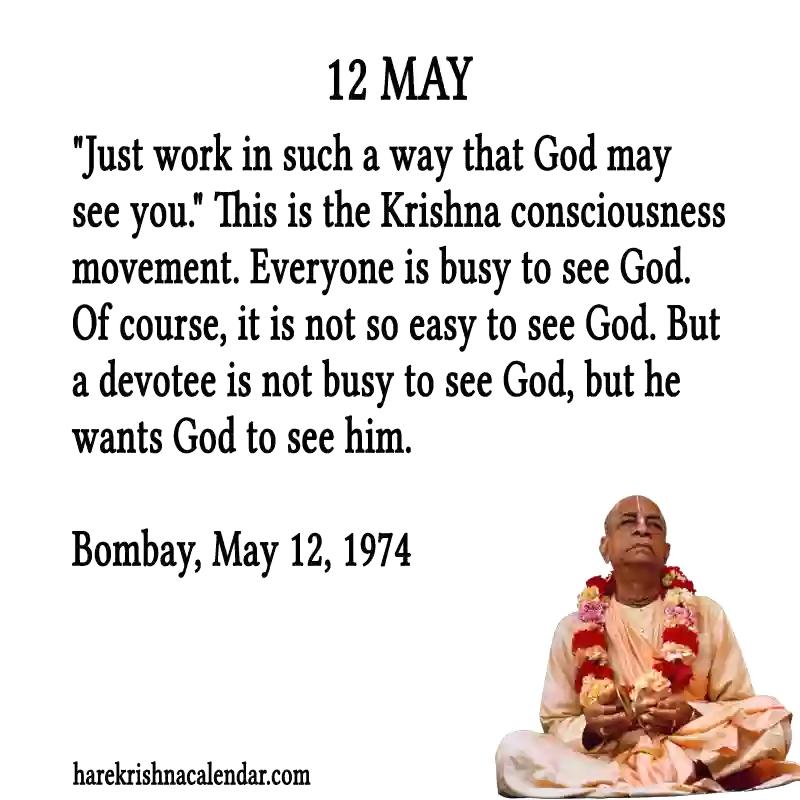 12 MAY
"Just work in such a way that God may
see you." This is the Krishna consciousness
movement. Everyone is busy to see God.
Of course, it is not so easy to see God. But
a devotee is not busy to see God, but he
wants God to see him.
Bombay, May 12, 1974
harekrishnacalendar.com